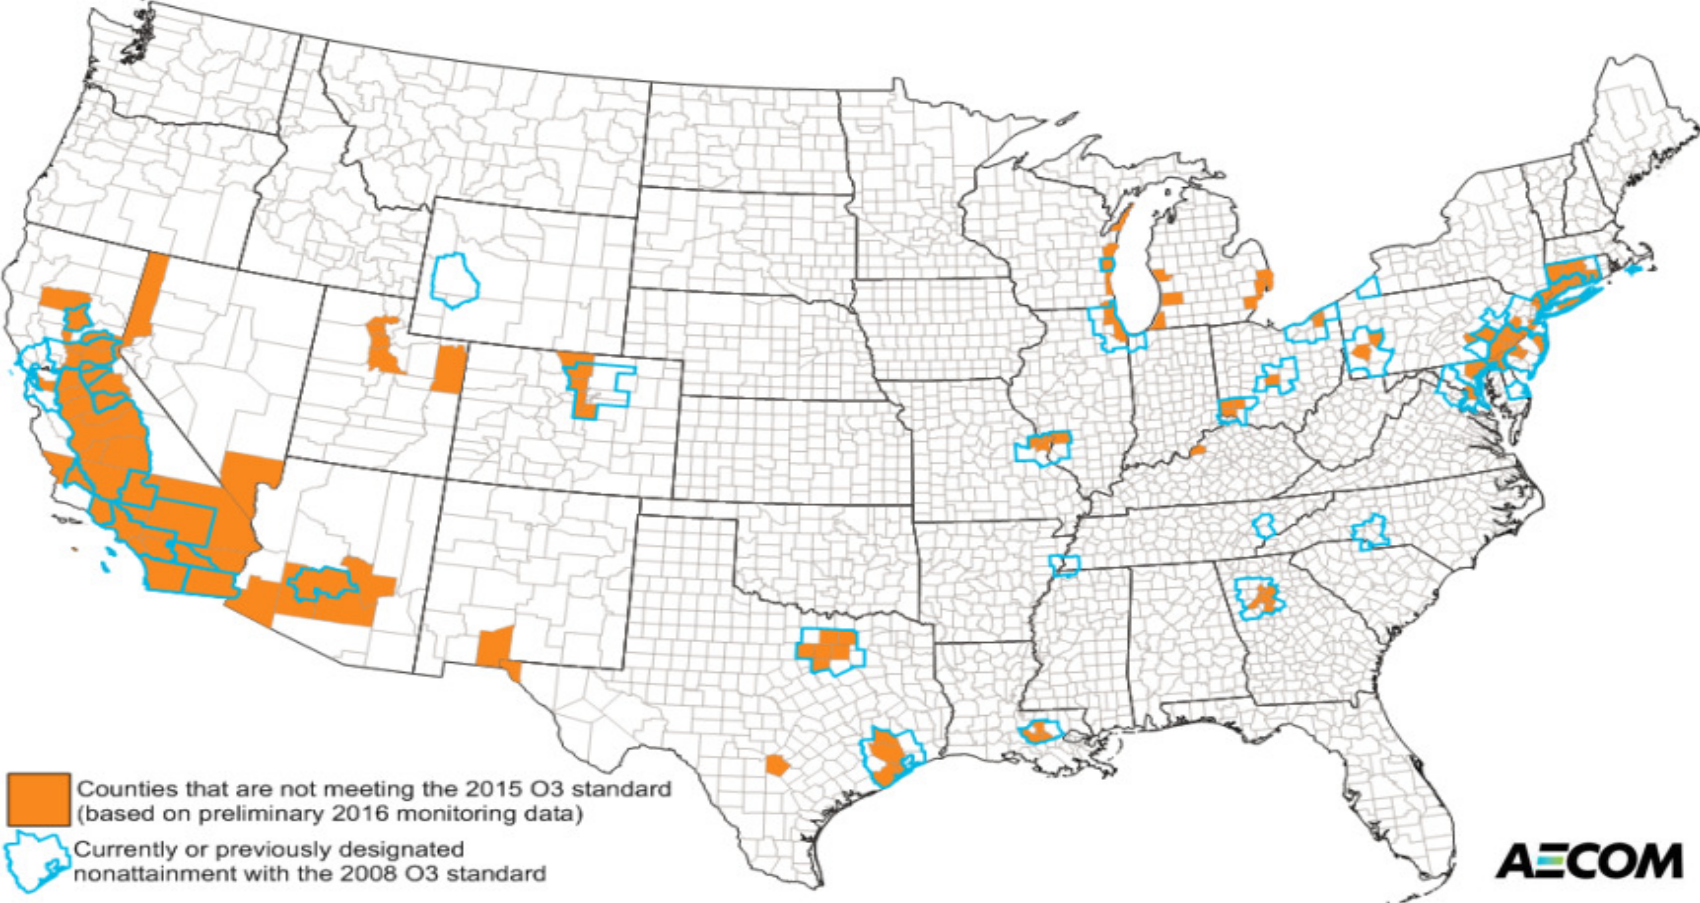 Counties that are not meeting the 2015 O3 standard
(based on preliminary 2016 monitoring data)
Currently or previously designated
nonattainment with the 2008 O3 standard
AECOM